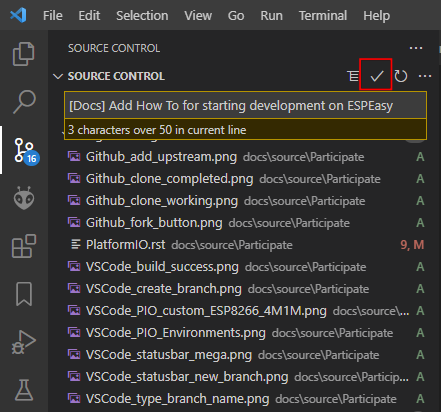 File Edit Selection View Go Run Terminal Help
SOURCE CONTROL
SOURCE CONTROL
[Docs] Add How To for starting development on ESPEasy
3 characters over 50 in current line
Github_add_upstream.png docs\source\Participate A
Github_clone_completed.png docs\source\Participate A
Github_clone_working.png docs\source\Participate A
Github_fork_button.png docs\source\Participate A
PlatformIO.rst docs\source\Participate 9, M
VSCode_build_success.png docs\source\Participate A
VSCode_create_branch.png docs\source\Participate A
VSCode_PIO_custom_ESP8266_4M1M.png docs\source\... A
VSCode_PIO_Environments.png docs\source\Participate A
VSCode_statusbar_mega.png docs\source\Participate A
VSCode_statusbar_new_branch.png docs\source\Particip... A
VSCode_type_branch_name.png docs\source\Participate A
16